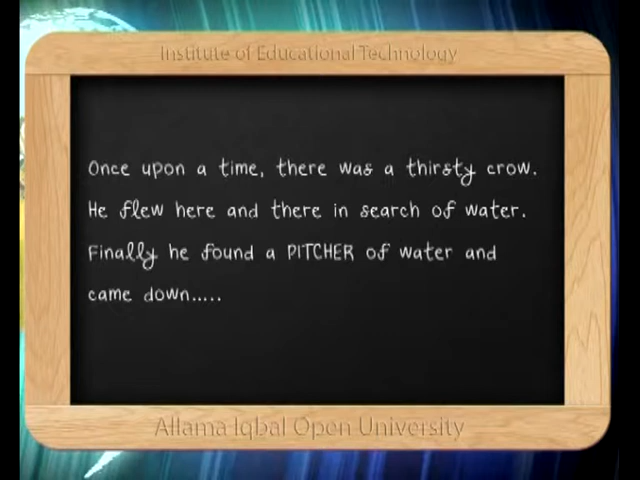 Institute of Educational Technology
Once upon a time, there was a thirsty crow.
He flew here and there in search of water.
Finally he found a PITCHER of water and
came down.....
Allama Iqbal Open University